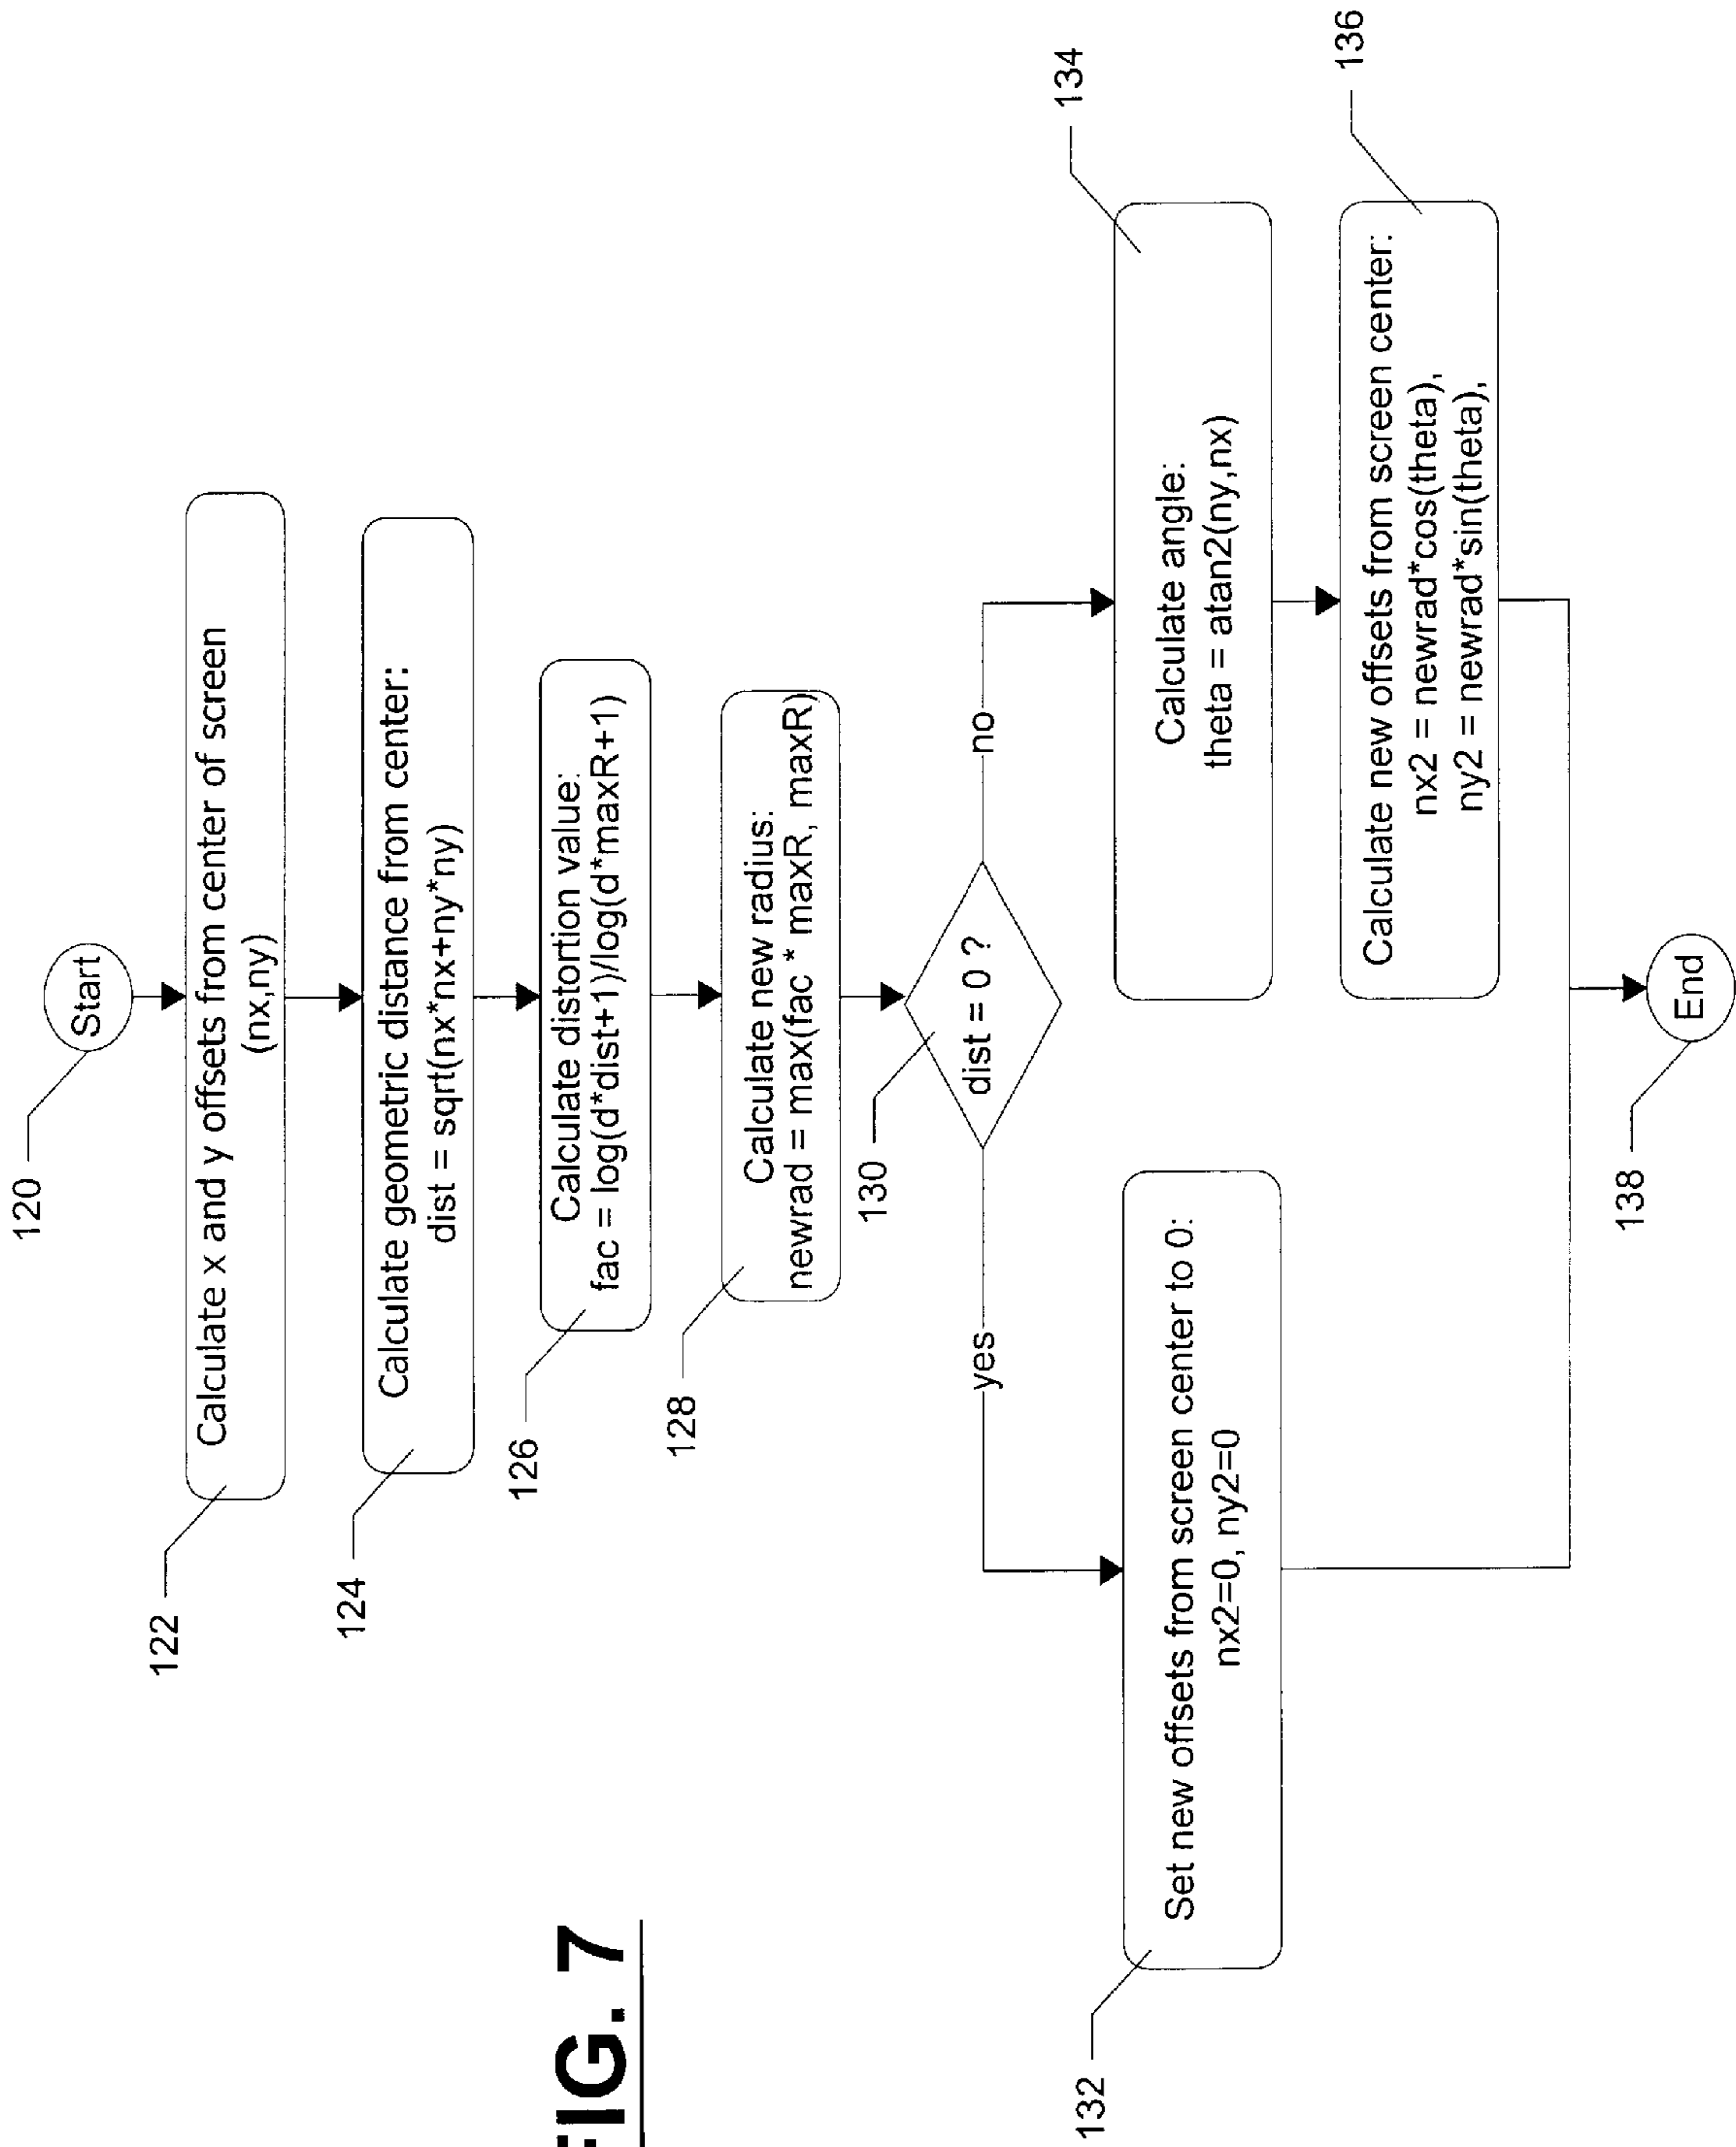 120
Start
122
Calculate x and y offsets from center of screen
(nx,ny)
124
Calculate geometric distance from center:
dist = sqrt(nx*nx+ny*ny)
126
Calculate distortion value:
fac = log(d*dist+1)/log(d*maxR+1)
128
Calculate new radius:
newrad = max(fac * maxR, maxR)
130
dist = 0 ?
yes
no
132
Set new offsets from screen center to 0:
nx2=0, ny2=0
134
Calculate angle:
theta = atan2(ny,nx)
136
Calculate new offsets from screen center:
nx2 = newrad*cos(theta),
ny2 = newrad*sin(theta),
138
End
FIG. 7